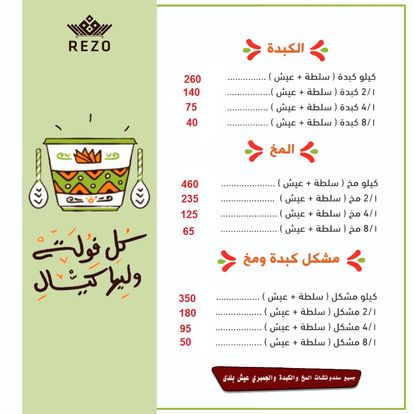 REZO
كل فولة
وليها كيال
الكبدة
كيلو كبدة ( سلطة + عيش ) ............... 260
1/2 كبدة ( سلطة + عيش ) ................. 140
1/4 كبدة ( سلطة + عيش ) ................. 75
1/8 كبدة ( سلطة + عيش ) ................. 40
المخ
كيلو مخ ( سلطة + عيش ) ..................... 460
1/2 مخ ( سلطة + عيش ) ..................... 235
1/4 مخ ( سلطة + عيش ) ..................... 125
1/8 مخ ( سلطة + عيش ) ..................... 65
مشكل كبدة ومخ
كيلو مشكل ( سلطة + عيش ) ................. 350
1/2 مشكل ( سلطة + عيش ) ................... 180
1/4 مشكل ( سلطة + عيش ) ................... 95
1/8 مشكل ( سلطة + عيش ) ................... 50
جميع سندوتشات المخ والكبدة والجمبري عيش بلدى